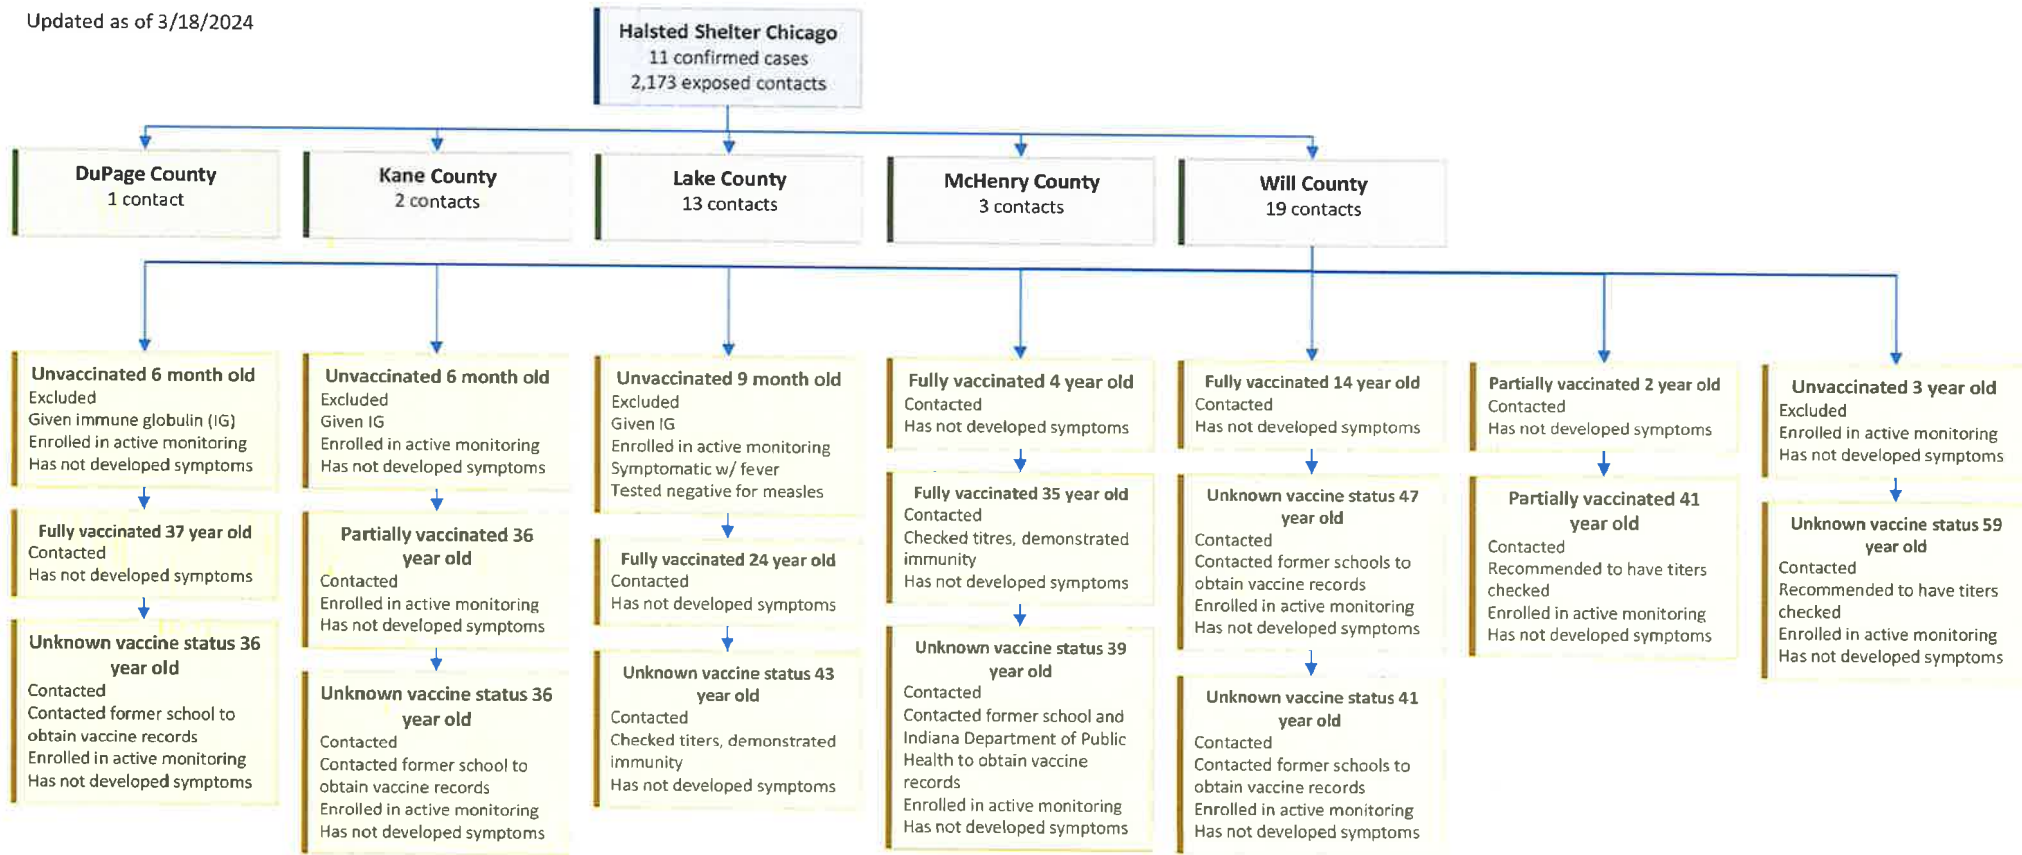 Updated as of 3/18/2024
Halsted Shelter Chicago
11 confirmed cases
2,173 exposed contacts
DuPage County
1 contact
Kane County
2 contacts
Lake County
13 contacts
McHenry County
3 contacts
Will County
19 contacts
Unvaccinated 6 month old
Excluded
Given immune globulin (IG)
Enrolled in active monitoring
Has not developed symptoms
Fully vaccinated 37 year old
Contacted
Has not developed symptoms
Unknown vaccine status 36
year old
Contacted
Contacted former school to
obtain vaccine records
Enrolled in active monitoring
Has not developed symptoms
Unvaccinated 6 month old
Excluded
Given IG
Enrolled in active monitoring
Has not developed symptoms
Partially vaccinated 36
year old
Contacted
Enrolled in active monitoring
Has not developed symptoms
Unknown vaccine status 36
year old
Contacted
Contacted former school to
obtain vaccine records
Enrolled in active monitoring
Has not developed symptoms
Unvaccinated 9 month old
Excluded
Given IG
Enrolled in active monitoring
Symptomatic w/ fever
Tested negative for measles
Fully vaccinated 24 year old
Contacted
Has not developed symptoms
Unknown vaccine status 43
year old
Contacted
Checked titers, demonstrated
immunity
Has not developed symptoms
Fully vaccinated 4 year old
Contacted
Has not developed symptoms
Fully vaccinated 35 year old
Contacted
Checked titres, demonstrated
immunity
Has not developed symptoms
Unknown vaccine status 39
year old
Contacted
Contacted former school and
Indiana Department of Public
Health to obtain vaccine
records
Enrolled in active monitoring
Has not developed symptoms
Fully vaccinated 14 year old
Contacted
Has not developed symptoms
Unknown vaccine status 47
year old
Contacted
Contacted former schools to
obtain vaccine records
Enrolled in active monitoring
Has not developed symptoms
Unknown vaccine status 41
year old
Contacted
Contacted former schools to
obtain vaccine records
Enrolled in active monitoring
Has not developed symptoms
Partially vaccinated 2 year old
Contacted
Has not developed symptoms
Partially vaccinated 41
year old
Contacted
Recommended to have titers
checked
Enrolled in active monitoring
Has not developed symptoms
Unvaccinated 3 year old
Excluded
Enrolled in active monitoring
Has not developed symptoms
Unknown vaccine status 59
year old
Contacted
Recommended to have titers
checked
Enrolled in active monitoring
Has not developed symptoms